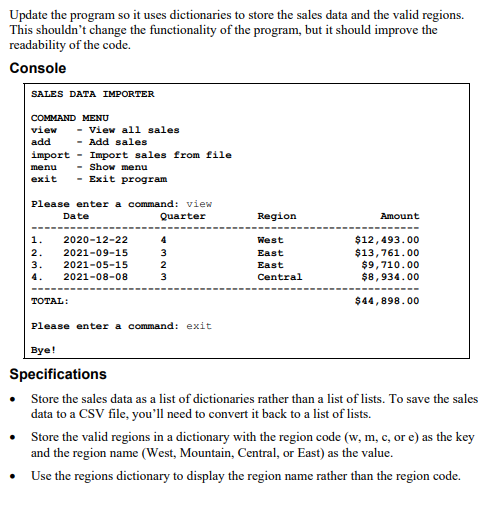 Update the program so it uses dictionaries to store the sales data and the valid regions.
This shouldn't change the functionality of the program, but it should improve the
readability of the code.
Console
SALES DATA IMPORTER
COMMAND MENU
view - View all sales
add - Add sales
import - Import sales from file
menu - Show menu
exit - Exit program
Please enter a command: view
Date Quarter Region Amount
-----------------------------------------------------
1. 2020-12-22 4 West $12,493.00
2. 2021-09-15 3 East $13,761.00
3. 2021-05-15 2 East $9,710.00
4. 2021-08-08 3 Central $8,934.00
-----------------------------------------------------
TOTAL: $44,898.00
Please enter a command: exit
Bye!
Specifications
• Store the sales data as a list of dictionaries rather than a list of lists. To save the sales
data to a CSV file, you'll need to convert it back to a list of lists.
• Store the valid regions in a dictionary with the region code (w, m, c, or e) as the key
and the region name (West, Mountain, Central, or East) as the value.
• Use the regions dictionary to display the region name rather than the region code.